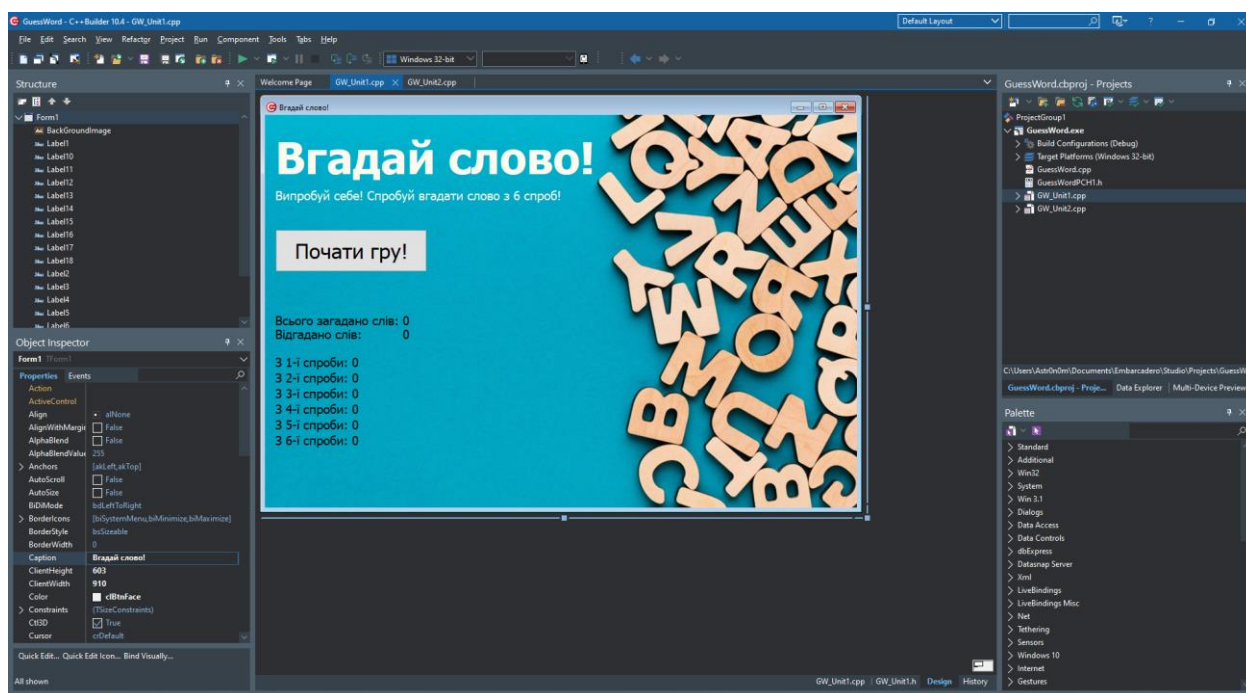 GuessWord - C++Builder 10.4 - GW_Unit1.cpp
Default Layout
File Edit Search View Refactor Project Run Component Tools Tabs Help
Windows 32-bit
Structure
Form1
BackGroundImage
Label1
Label10
Label11
Label12
Label13
Label14
Label15
Label16
Label17
Label18
Label2
Label3
Label4
Label5
Label6
Object Inspector
Form1 TForm1
Properties Events
Action
ActiveControl
Align alNone
AlignWithMargin False
AlphaBlend False
AlphaBlendValue 255
Anchors [akLeft,akTop]
AutoScroll False
AutoSize False
BiDiMode bdLeftToRight
BorderIcons [biSystemMenu,biMinimize,biMaximize]
BorderStyle bsSizeable
BorderWidth 0
Caption Вгадай слово!
ClientHeight 603
ClientWidth 910
Color clBtnFace
Constraints (TSizeConstraints)
Ctl3D True
Cursor crDefault
Quick Edit... Quick Edit Icon... Bind Visually...
All shown
Welcome Page GW_Unit1.cpp GW_Unit2.cpp
Вгадай слово!
Вгадай слово!
Випробуй себе! Спробуй вгадати слово з 6 спроб!
Почати гру!
Всього загадано слів: 0
Відгадано слів: 0
З 1-ї спроби: 0
З 2-ї спроби: 0
З 3-ї спроби: 0
З 4-ї спроби: 0
З 5-ї спроби: 0
З 6-ї спроби: 0
GW_Unit1.cpp GW_Unit1.h Design History
GuessWord.cbproj - Projects
ProjectGroup1
GuessWord.exe
Build Configurations (Debug)
Target Platforms (Windows 32-bit)
GuessWord.cpp
GuessWordPCH1.h
GW_Unit1.cpp
GW_Unit2.cpp
C:\Users\Astr0n0m\Documents\Embarcadero\Studio\Projects\GuessW
GuessWord.cbproj - Proje... Data Explorer Multi-Device Preview
Palette
Standard
Additional
Win32
System
Win 3.1
Dialogs
Data Access
Data Controls
dbExpress
Datasnap Server
Xml
LiveBindings
LiveBindings Misc
Net
Tethering
Sensors
Windows 10
Internet
Gestures